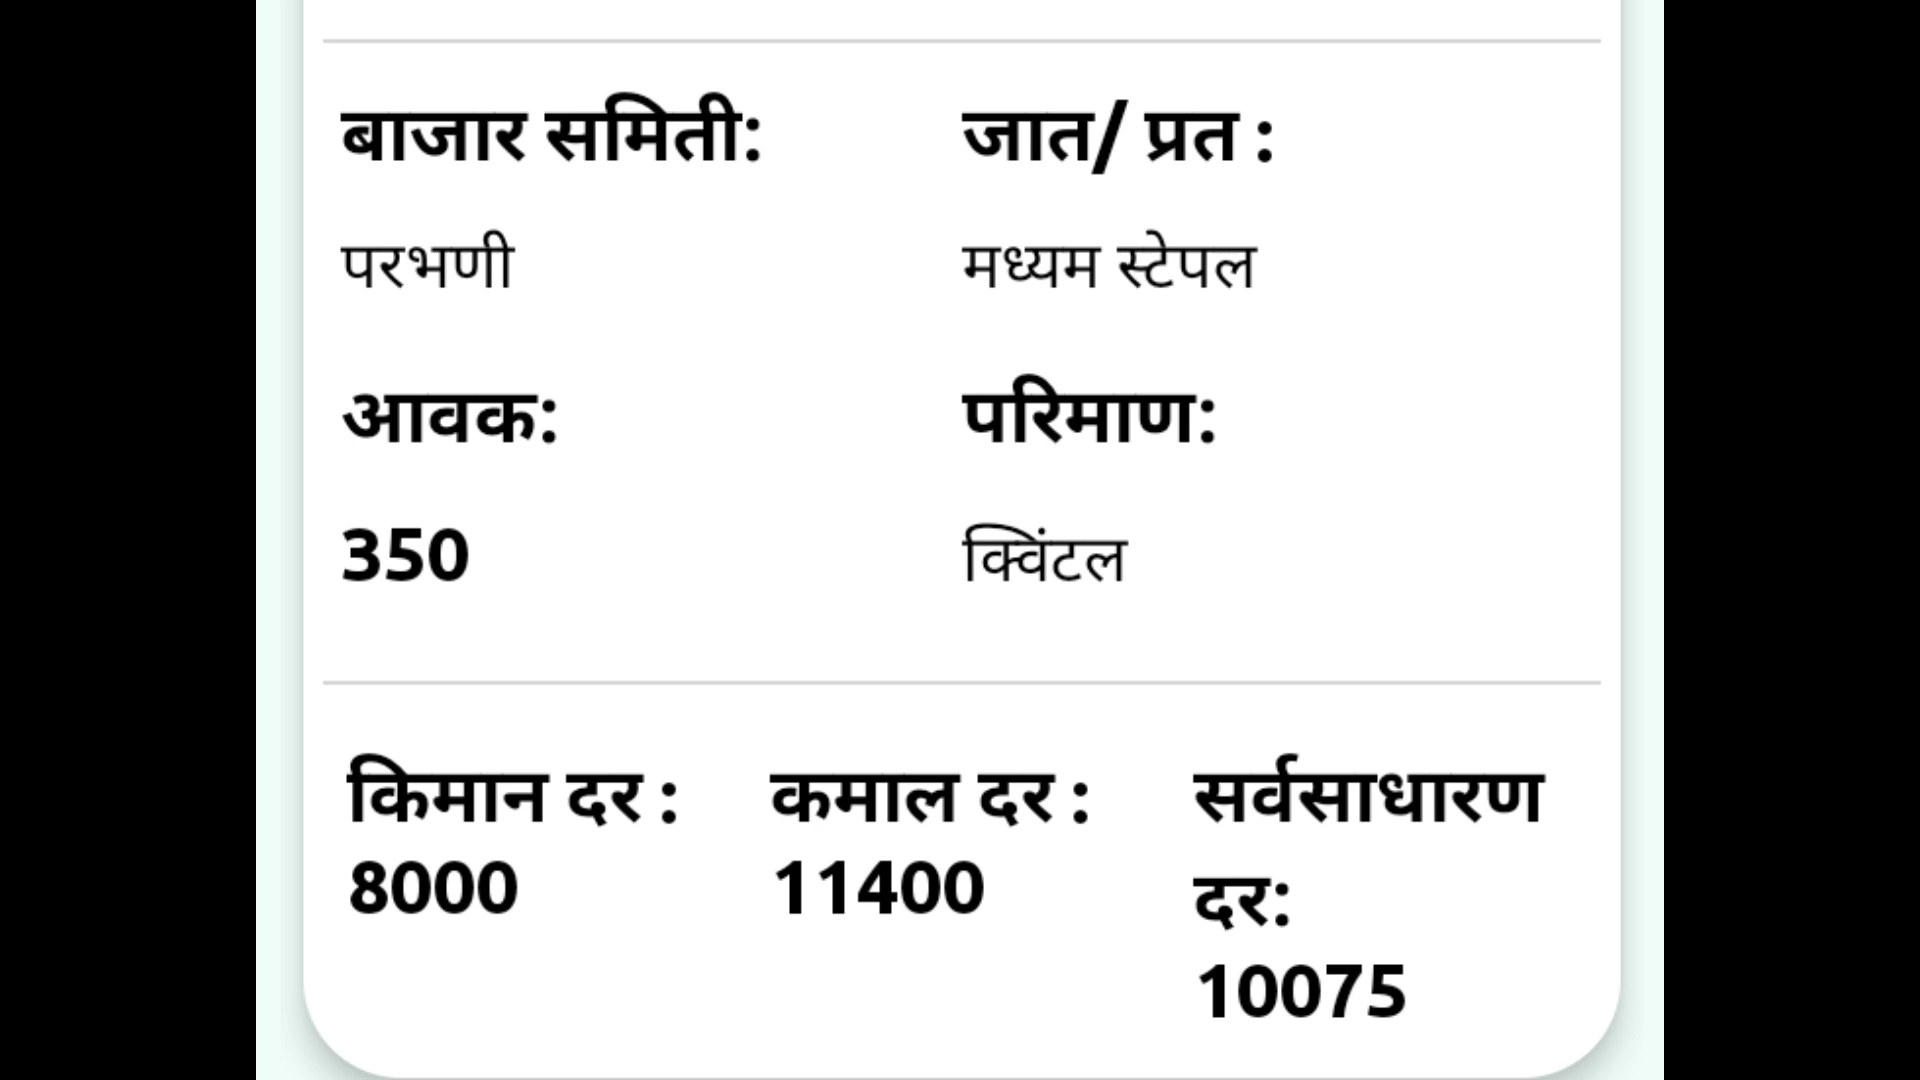 बाजार समिती: जात/ प्रत :
परभणी मध्यम स्टेपल
आवक: परिमाण:
350 क्विंटल
किमान दर : कमाल दर : सर्वसाधारण
8000 11400 दर:
10075